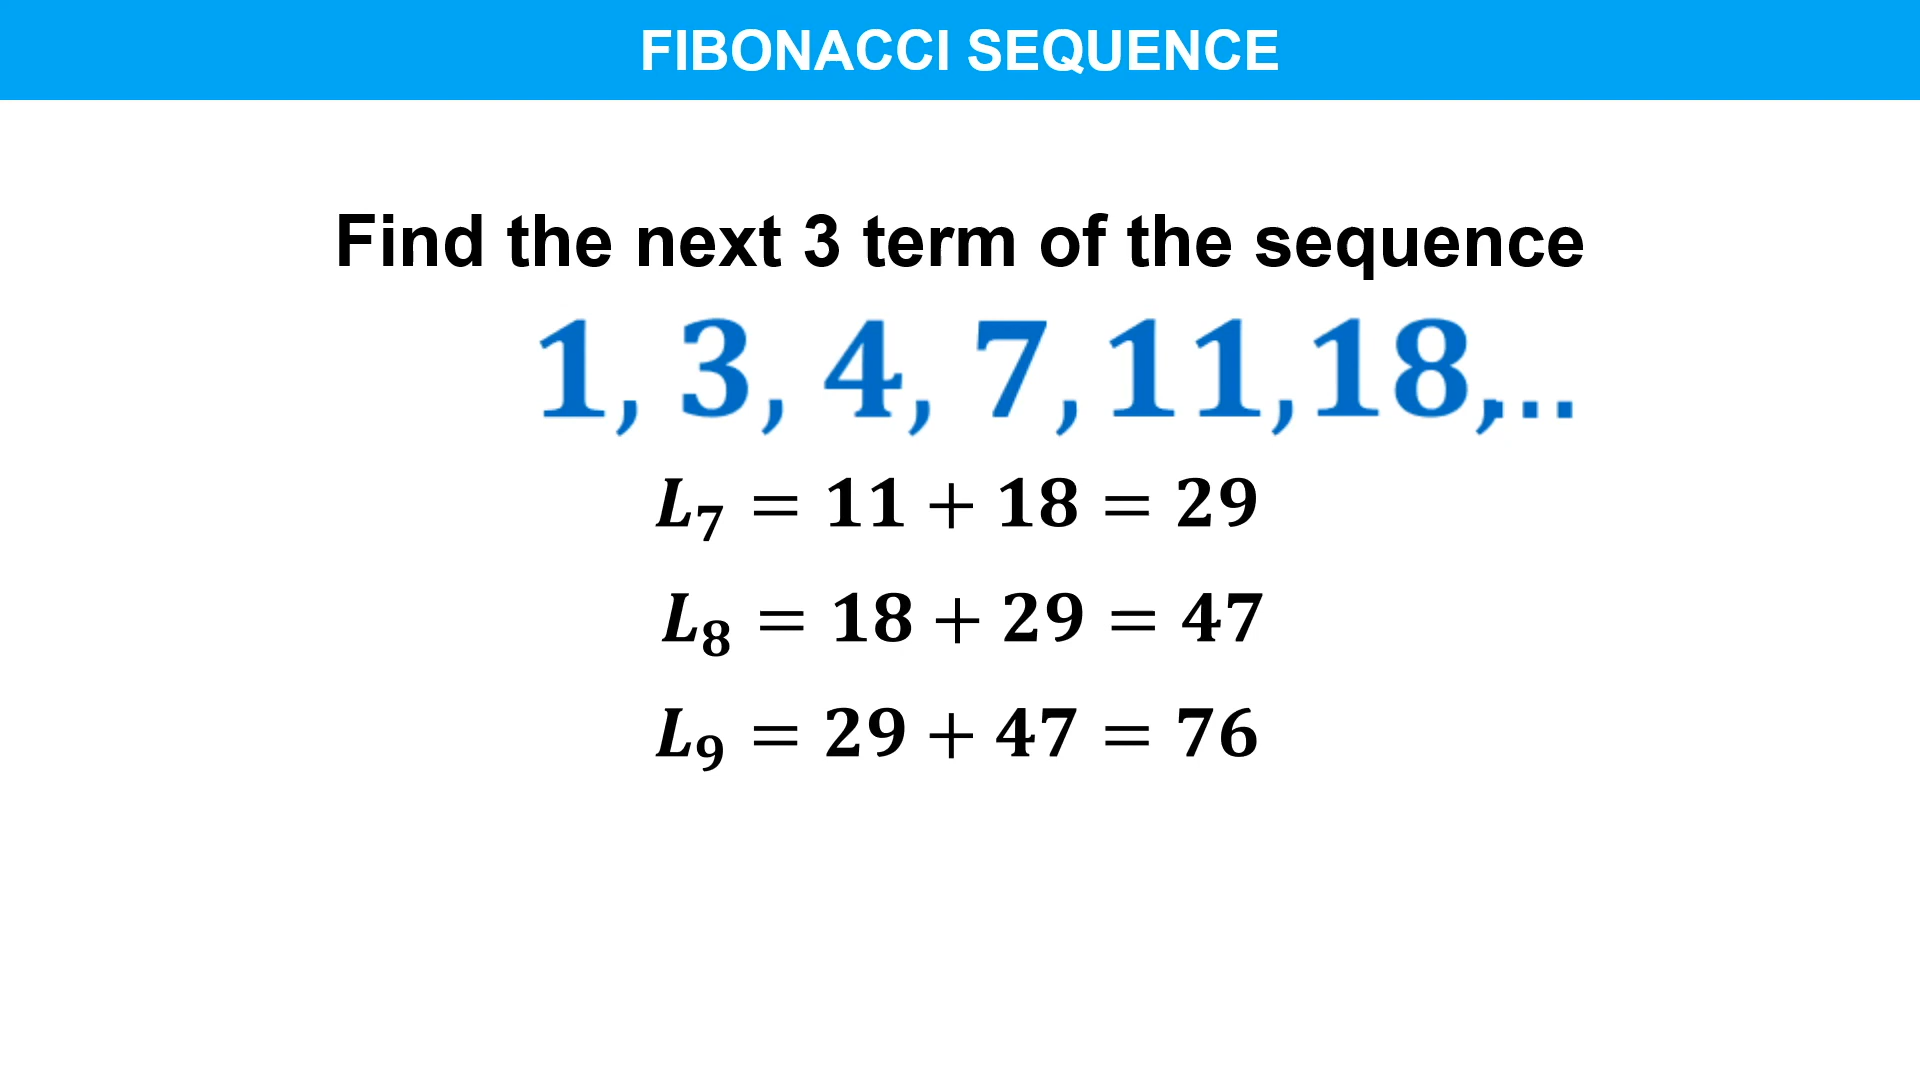 FIBONACCI SEQUENCE
Find the next 3 term of the sequence
1, 3, 4, 7, 11,18,...
L₇ = 11 + 18 = 29
L₈ = 18 + 29 = 47
L₉ = 29 + 47 = 76